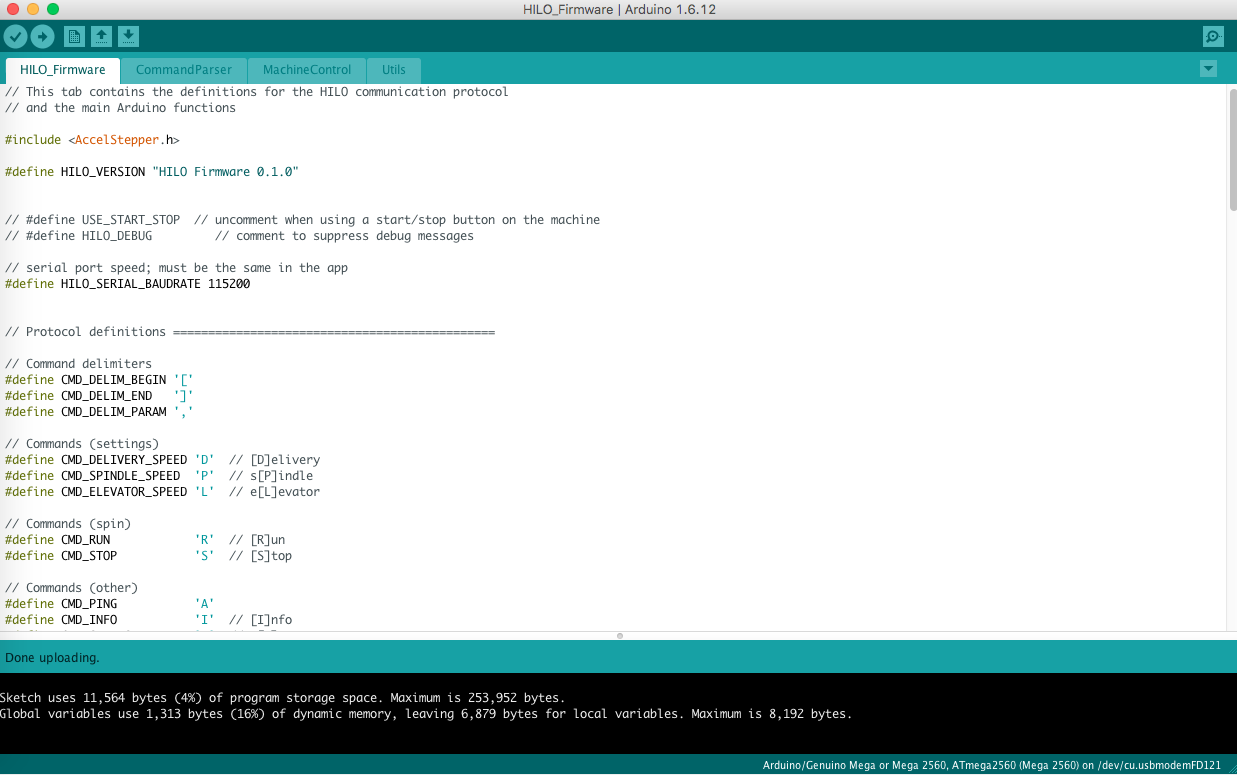 HILO_Firmware | Arduino 1.6.12
HILO_Firmware CommandParser MachineControl Utils
// This tab contains the definitions for the HILO communication protocol
// and the main Arduino functions
#include <AccelStepper.h>
#define HILO_VERSION "HILO Firmware 0.1.0"
// #define USE_START_STOP  // uncomment when using a start/stop button on the machine
// #define HILO_DEBUG         // comment to suppress debug messages
// serial port speed; must be the same in the app
#define HILO_SERIAL_BAUDRATE 115200
// Protocol definitions ==============================================
// Command delimiters
#define CMD_DELIM_BEGIN '['
#define CMD_DELIM_END   ']'
#define CMD_DELIM_PARAM ','
// Commands (settings)
#define CMD_DELIVERY_SPEED 'D'  // [D]elivery
#define CMD_SPINDLE_SPEED  'P'  // s[P]indle
#define CMD_ELEVATOR_SPEED 'L'  // e[L]evator
// Commands (spin)
#define CMD_RUN            'R'  // [R]un
#define CMD_STOP           'S'  // [S]top
// Commands (other)
#define CMD_PING           'A'
#define CMD_INFO           'I'  // [I]nfo
Done uploading.
Sketch uses 11,564 bytes (4%) of program storage space. Maximum is 253,952 bytes.
Global variables use 1,313 bytes (16%) of dynamic memory, leaving 6,879 bytes for local variables. Maximum is 8,192 bytes.
Arduino/Genuino Mega or Mega 2560, ATmega2560 (Mega 2560) on /dev/cu.usbmodemFD121